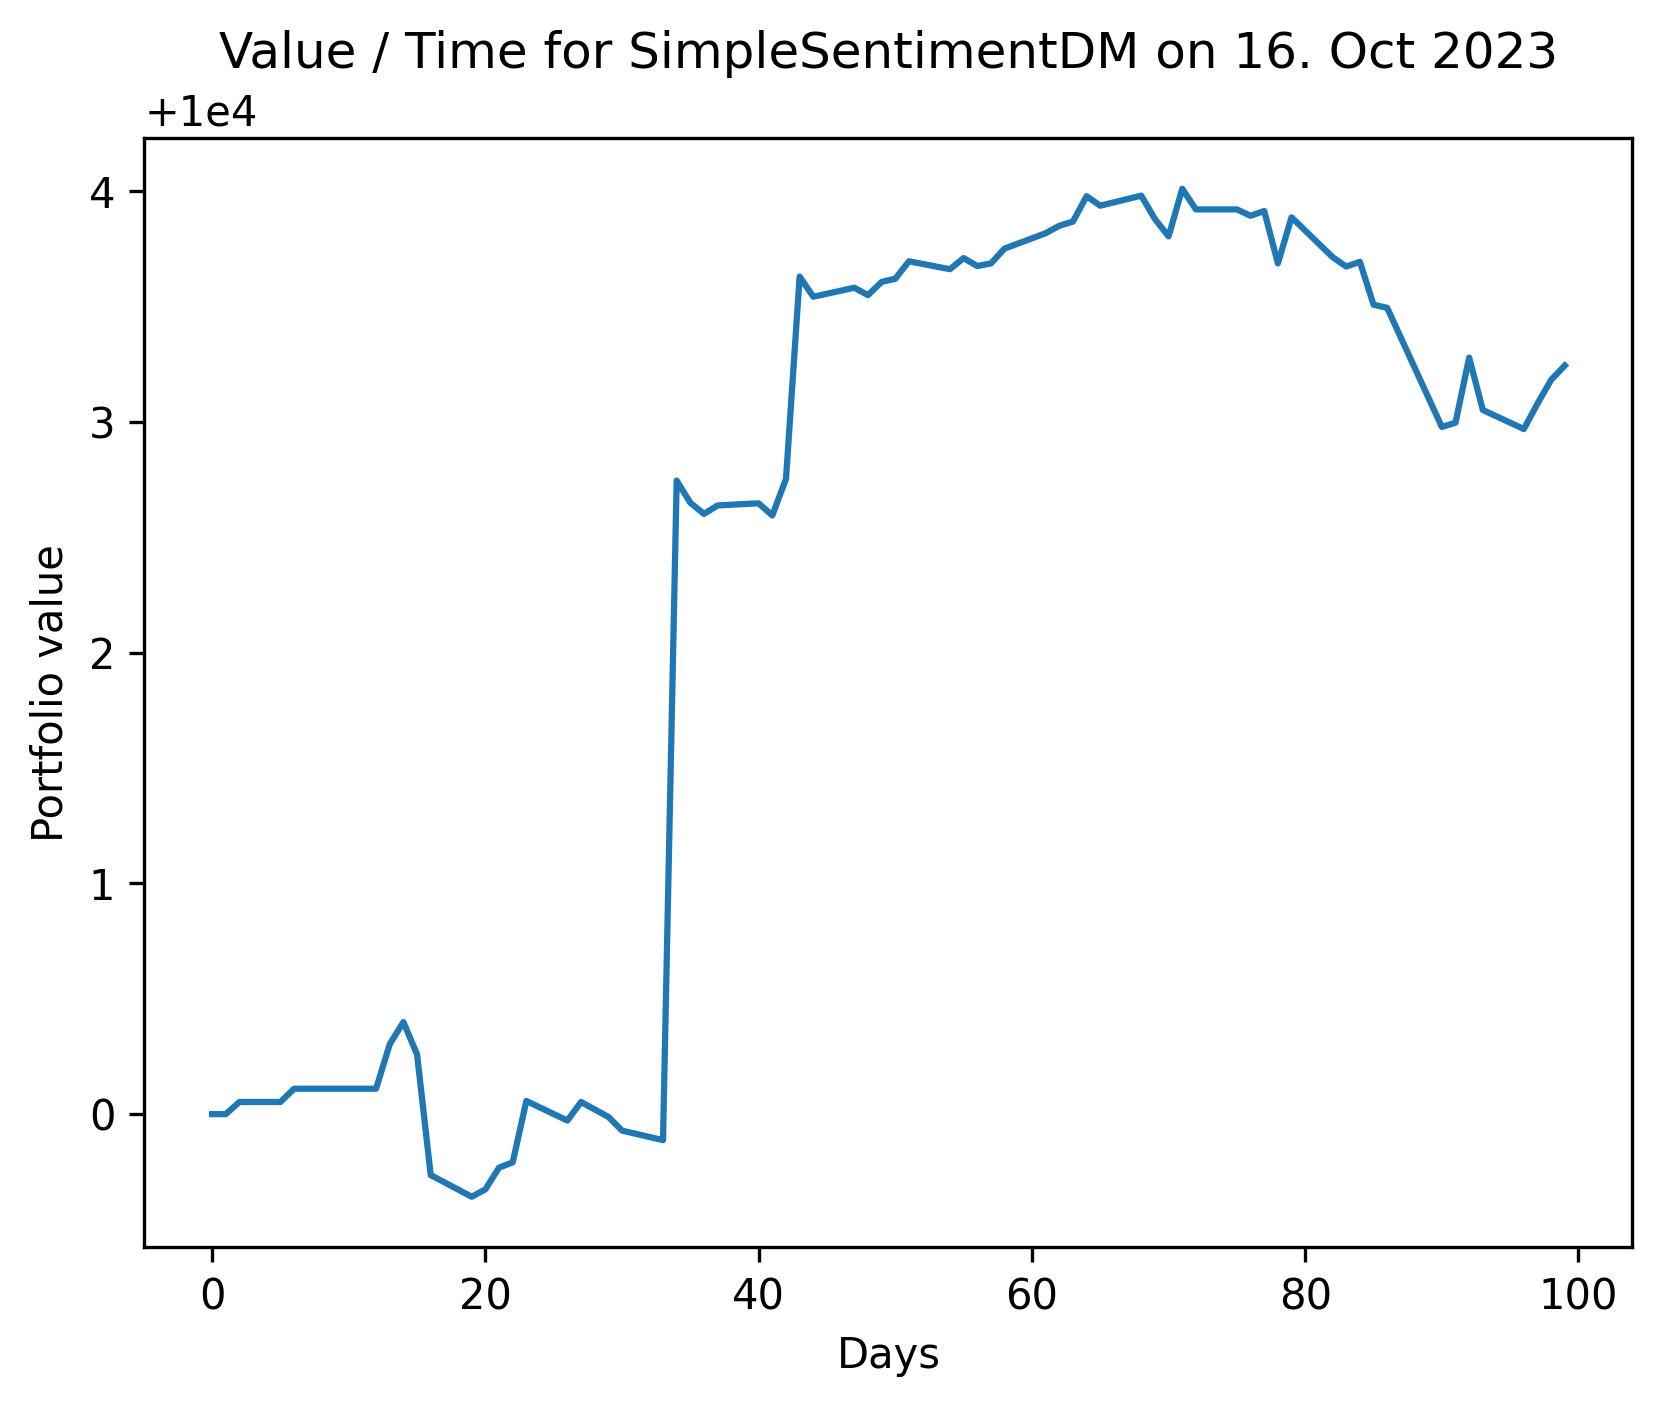 Value / Time for SimpleSentimentDM on 16. Oct 2023
+1e4
4
3
2
1
0
Portfolio value
0 20 40 60 80 100
Days